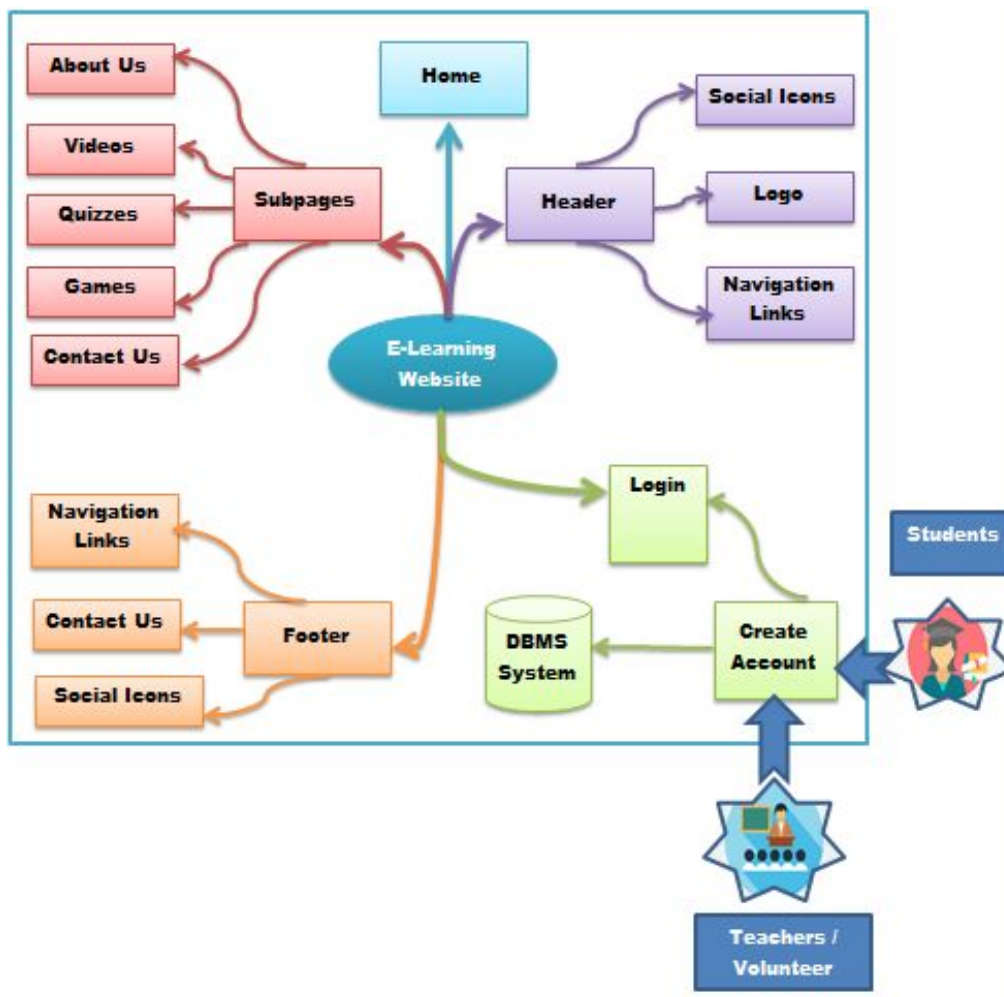 About Us
Home
Social Icons
Videos
Subpages
Header
Logo
Quizzes
Games
Navigation
Links
Contact Us
E-Learning
Website
Navigation
Links
Login
Students
Contact Us
Footer
DBMS
System
Create
Account
Social Icons
Teachers /
Volunteer